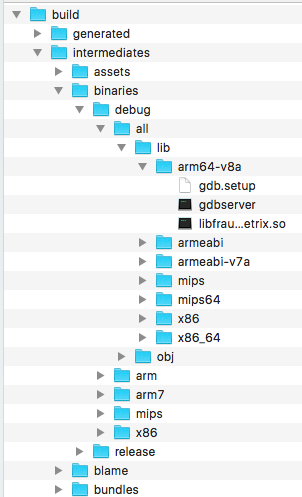 build
generated
intermediates
assets
binaries
debug
all
lib
arm64-v8a
gdb.setup
gdbserver
libfrau...etrix.so
armeabi
armeabi-v7a
mips
mips64
x86
x86_64
obj
arm
arm7
mips
x86
release
blame
bundles